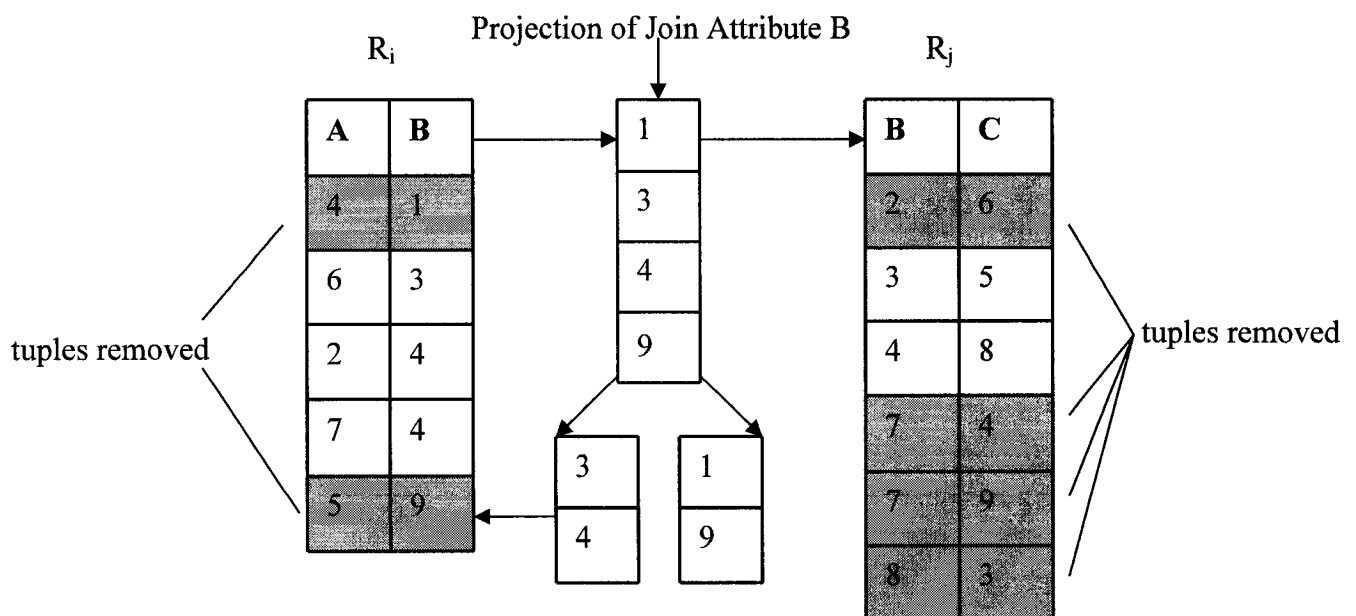 Projection of Join Attribute B
Rᵢ
Rⱼ
A B
4 1
6 3
2 4
7 4
5 9
1
3
4
9
3
4
1
9
B C
2 6
3 5
4 8
7 4
7 9
8 3
tuples removed
tuples removed